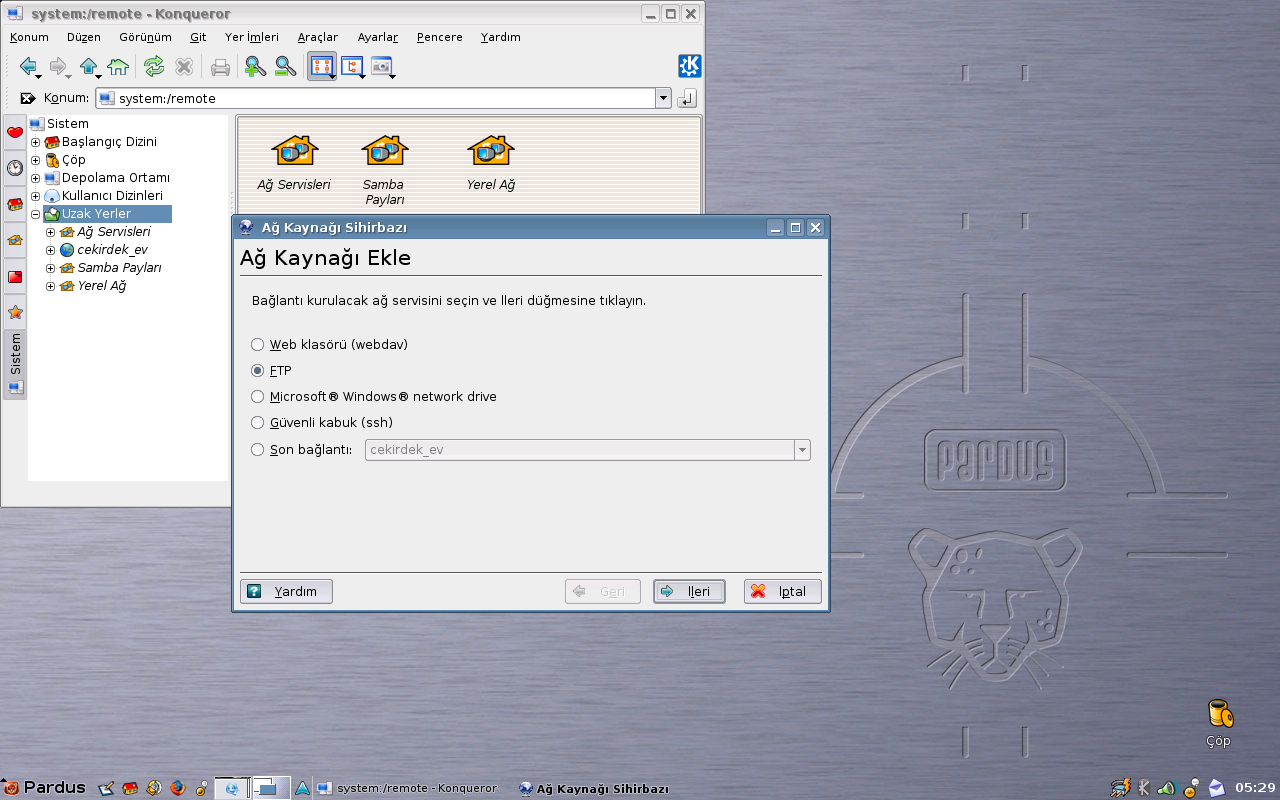 system:/remote - Konqueror
Konum Düzen Görünüm Git Yer İmleri Araçlar Ayarlar Pencere Yardım
Konum: system:/remote
Sistem
Başlangıç Dizini
Çöp
Depolama Ortamı
Kullanıcı Dizinleri
Uzak Yerler
Ağ Servisleri
cekirdek_ev
Samba Payları
Yerel Ağ
Sistem
Ağ Servisleri
Samba
Payları
Yerel Ağ
Ağ Kaynağı Sihirbazı
Ağ Kaynağı Ekle
Bağlantı kurulacak ağ servisini seçin ve lleri düğmesine tıklayın.
Web klasörü (webdav)
FTP
Microsoft® Windows® network drive
Güvenli kabuk (ssh)
Son bağlantı: cekirdek_ev
Yardım Geri İleri İptal
PARDUS
Çöp
Pardus system:/remote - Konqueror Ağ Kaynağı Sihirbazı 05:29